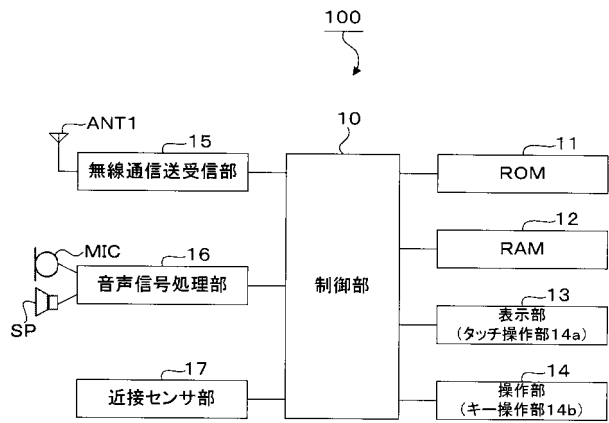 100
ANT1
15
無線通信送受信部
10
制御部
11
ROM
MIC
16
音声信号処理部
SP
12
RAM
13
表示部
(タッチ操作部14a)
17
近接センサ部
14
操作部
(キー操作部14b)